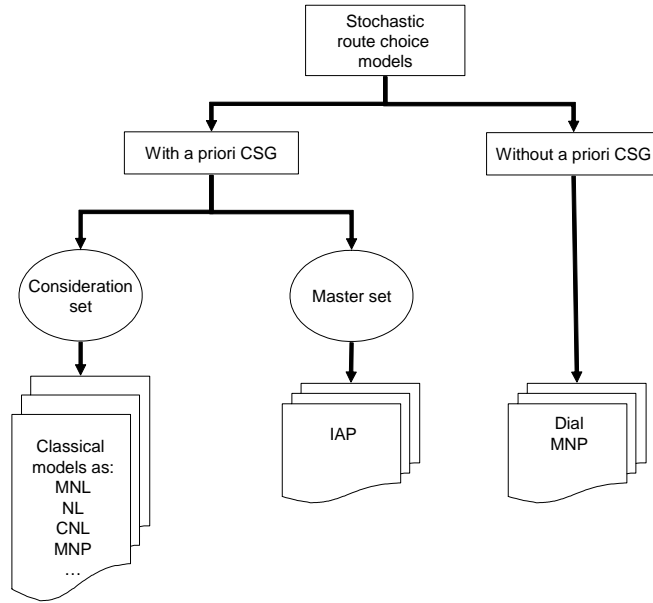 Stochastic
route choice
models
With a priori CSG
Without a priori CSG
Consideration
set
Master set
Classical
models as:
MNL
NL
CNL
MNP
...
IAP
Dial
MNP